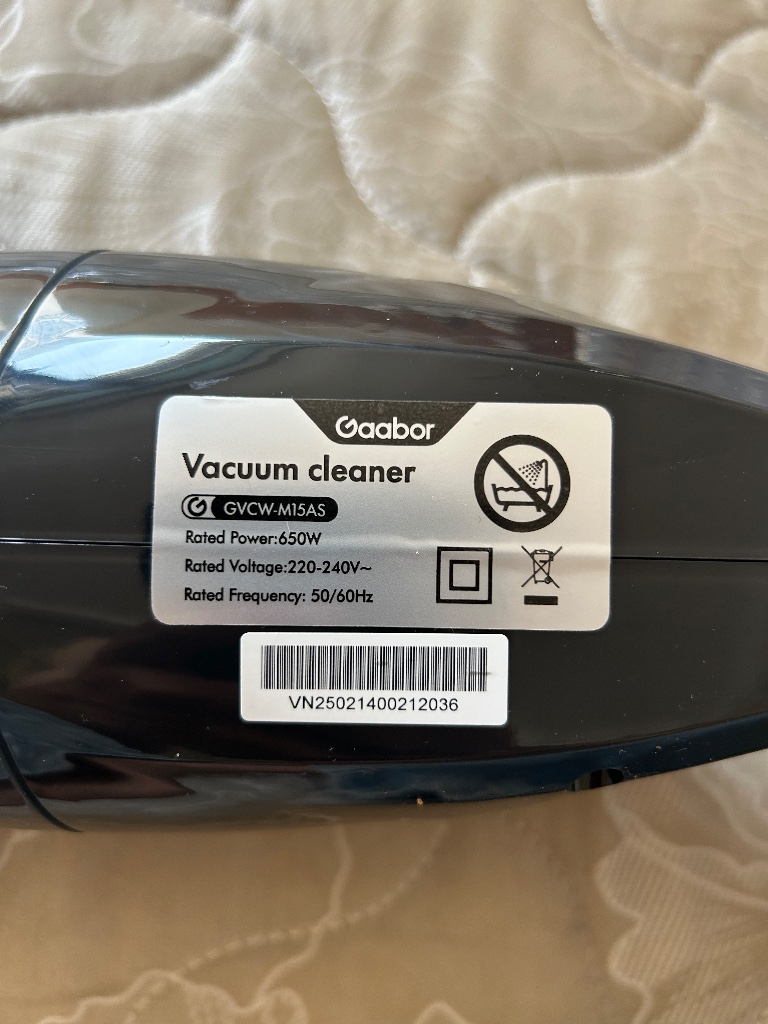 Gaabor
Vacuum cleaner
GVCW-M15AS
Rated Power:650W
Rated Voltage:220-240V~
Rated Frequency: 50/60Hz
VN25021400212036